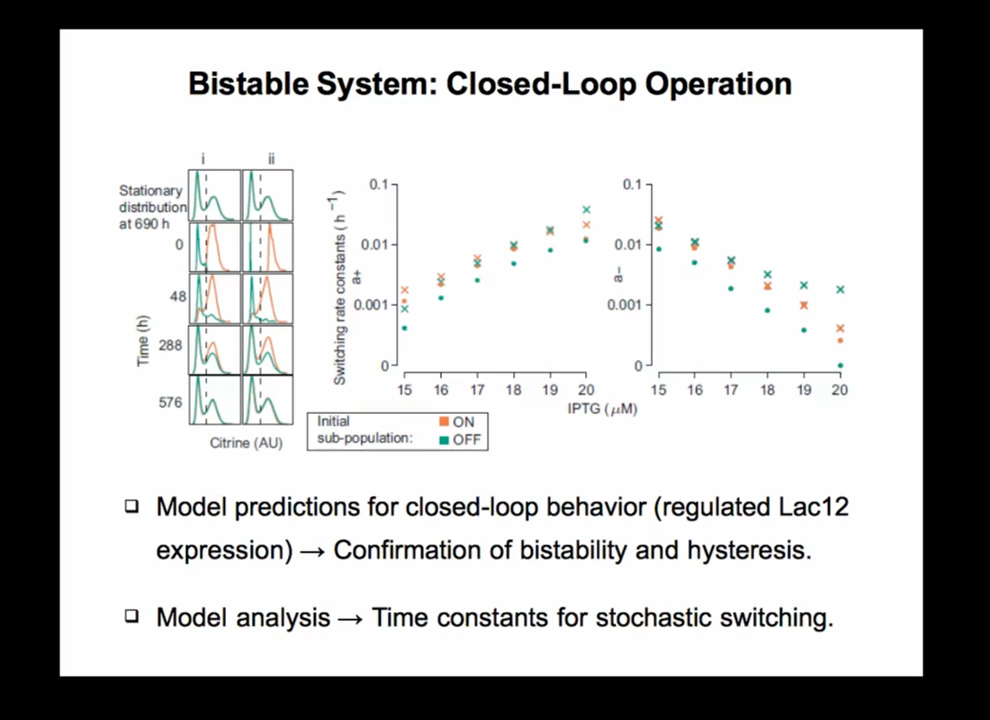 Bistable System: Closed-Loop Operation
i ii
Stationary
distribution
at 690 h
0
48
288
576
Time (h)
Citrine (AU)
Switching rate constants (h⁻¹)
a+
0.1
0.01
0.001
0
15 16 17 18 19 20
a−
0.1
0.01
0.001
0
15 16 17 18 19 20
IPTG (μM)
Initial
sub-population:
ON
OFF
Model predictions for closed-loop behavior (regulated Lac12
expression) → Confirmation of bistability and hysteresis.
Model analysis → Time constants for stochastic switching.